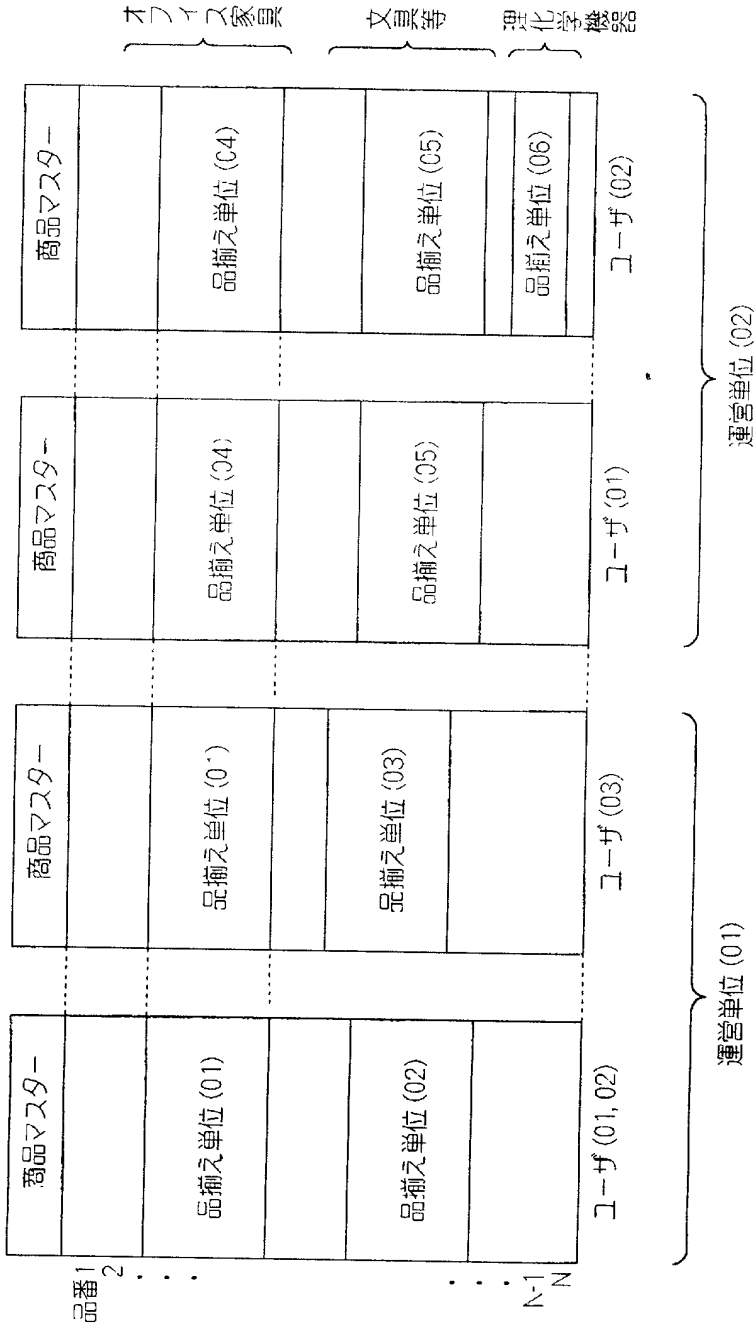 商品マスター
商品マスター
商品マスター
商品マスター
品番1
2
N-1
N
品揃え単位(01)
品揃え単位(01)
品揃え単位(04)
品揃え単位(04)
オフィス家具
品揃え単位(02)
品揃え単位(03)
品揃え単位(05)
品揃え単位(05)
文具等
品揃え単位(06)
理化学機器
ユーザ(01,02)
ユーザ(03)
ユーザ(01)
ユーザ(02)
運営単位(01)
運営単位(02)